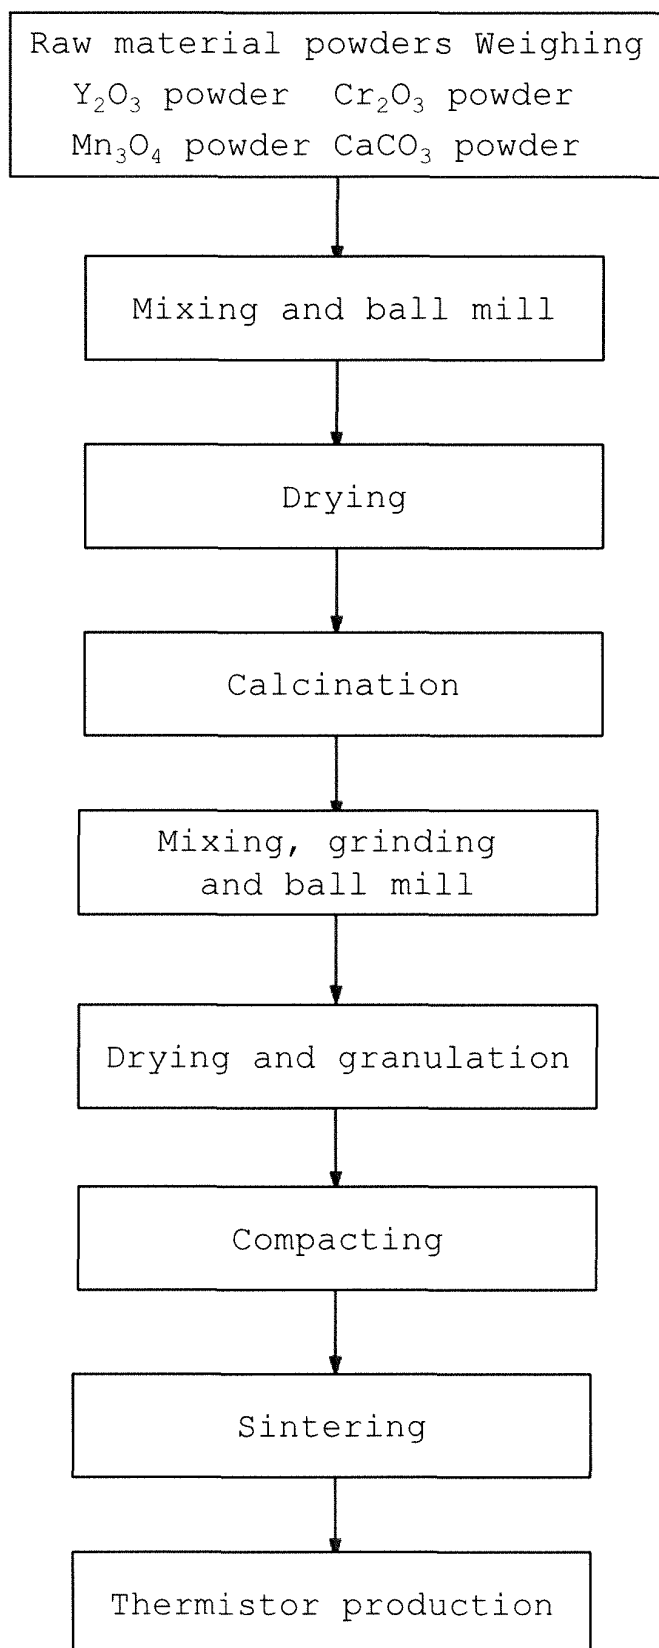 Raw material powders Weighing
Y₂O₃ powder Cr₂O₃ powder
Mn₃O₄ powder CaCO₃ powder
Mixing and ball mill
Drying
Calcination
Mixing, grinding
and ball mill
Drying and granulation
Compacting
Sintering
Thermistor production